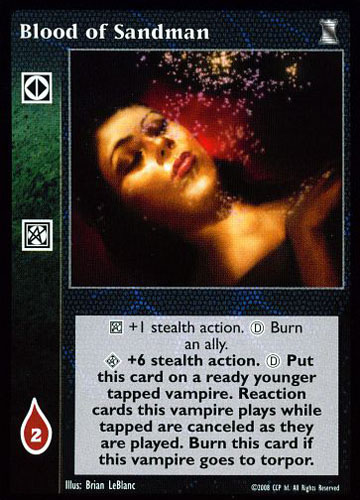 Blood of Sandman
+1 stealth action. Ⓓ Burn
an ally.
+6 stealth action. Ⓓ Put
this card on a ready younger
tapped vampire. Reaction
cards this vampire plays while
tapped are canceled as they
are played. Burn this card if
this vampire goes to torpor.
2
Illus: Brian LeBlanc
©2008 CCP hf. All Rights Reserved